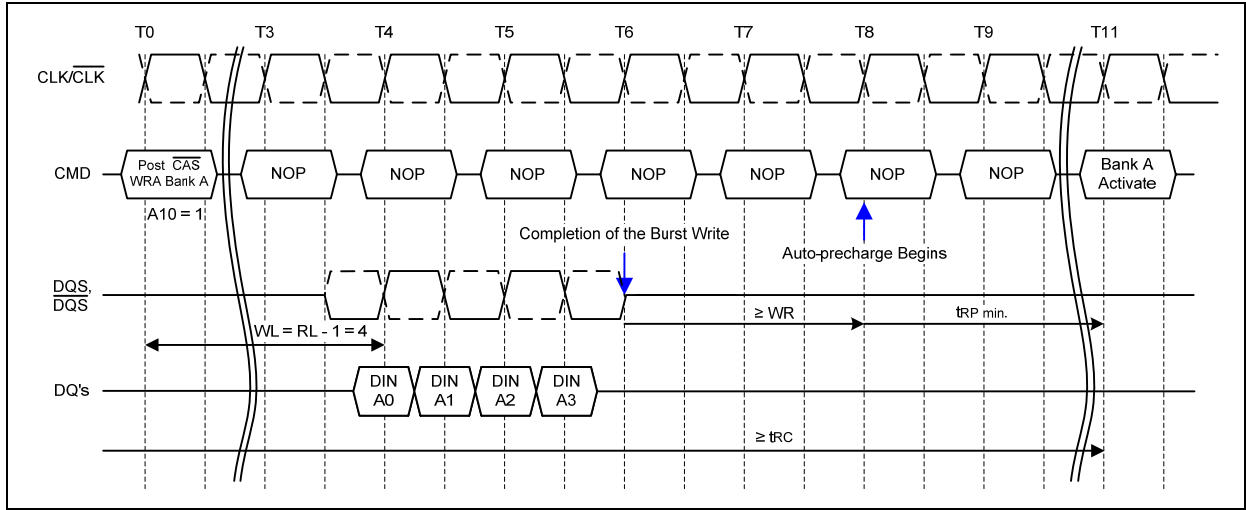 T0 T3 T4 T5 T6 T7 T8 T9 T11
CLK/CLK
CMD
Post CAS
WRA Bank A
NOP NOP NOP NOP NOP NOP NOP
Bank A
Activate
A10 = 1
Completion of the Burst Write
Auto-precharge Begins
DQS,
DQS
WL = RL - 1 = 4
≥ WR
tRP min.
DQ's
DIN
A0
DIN
A1
DIN
A2
DIN
A3
≥ tRC